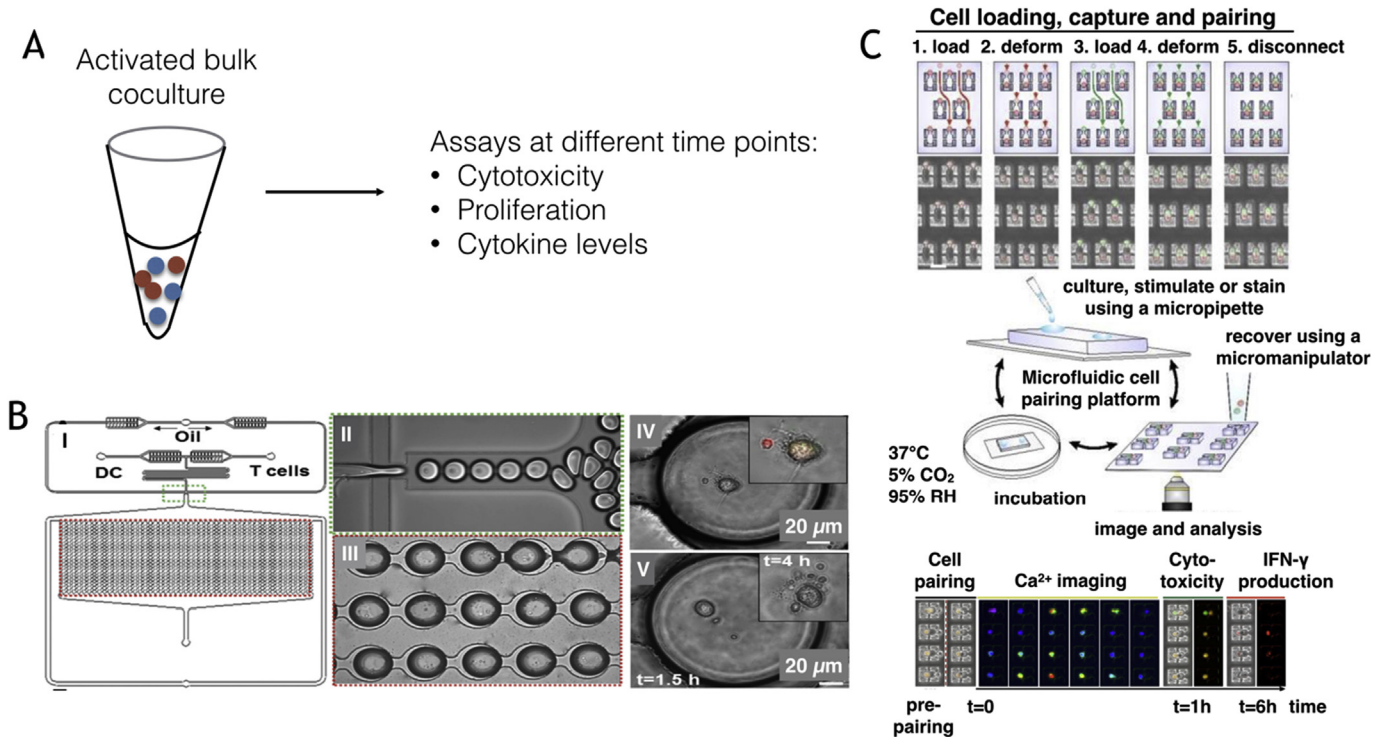 A
Activated bulk
coculture
Assays at different time points:
• Cytotoxicity
• Proliferation
• Cytokine levels
B
I
Oil
DC
T cells
II
III
IV
20 µm
V
t=4 h
20 µm
t=1.5 h
C
Cell loading, capture and pairing
1. load 2. deform 3. load 4. deform 5. disconnect
culture, stimulate or stain
using a micropipette
recover using a
micromanipulator
Microfluidic cell
pairing platform
37°C
5% CO₂
95% RH
incubation
image and analysis
Cell
pairing
Ca²⁺ imaging
Cyto-
toxicity
IFN-γ
production
pre-
pairing
t=0
t=1h
t=6h
time